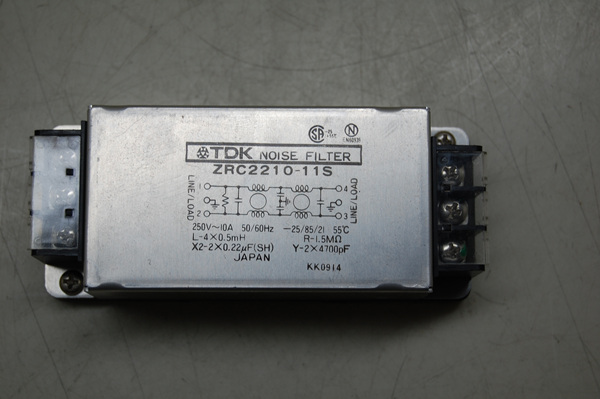 SA
N
TDK NOISE FILTER
ZRC2210-11S
1 4
LINE/LOAD LINE/LOAD
2 3
250V~10A 50/60Hz -25/85/21 55℃
L-4×0.5mH R-1.5MΩ
X2-2×0.22μF(SH) Y-2×4700pF
JAPAN
KK0914